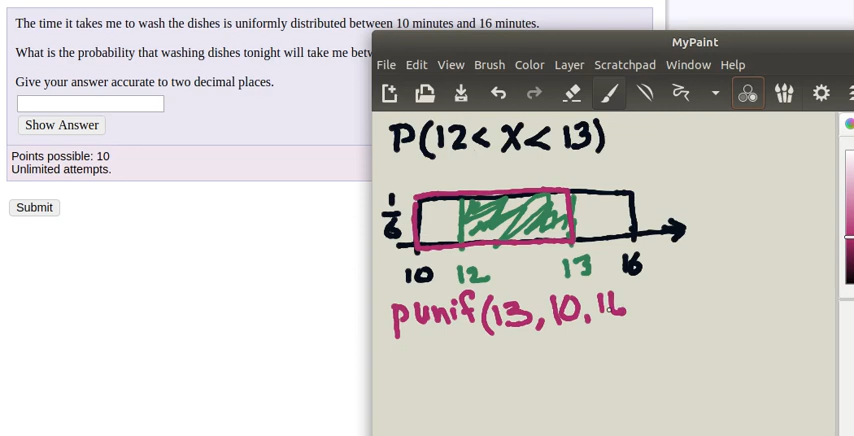 The time it takes me to wash the dishes is uniformly distributed between 10 minutes and 16 minutes.
What is the probability that washing dishes tonight will take me
Give your answer accurate to two decimal places.
Show Answer
Points possible: 10
Unlimited attempts.
Submit
MyPaint
File Edit View Brush Color Layer Scratchpad Window Help
P(12 < X < 13)
1/6
10 12 13 16
punif(13, 10, 16